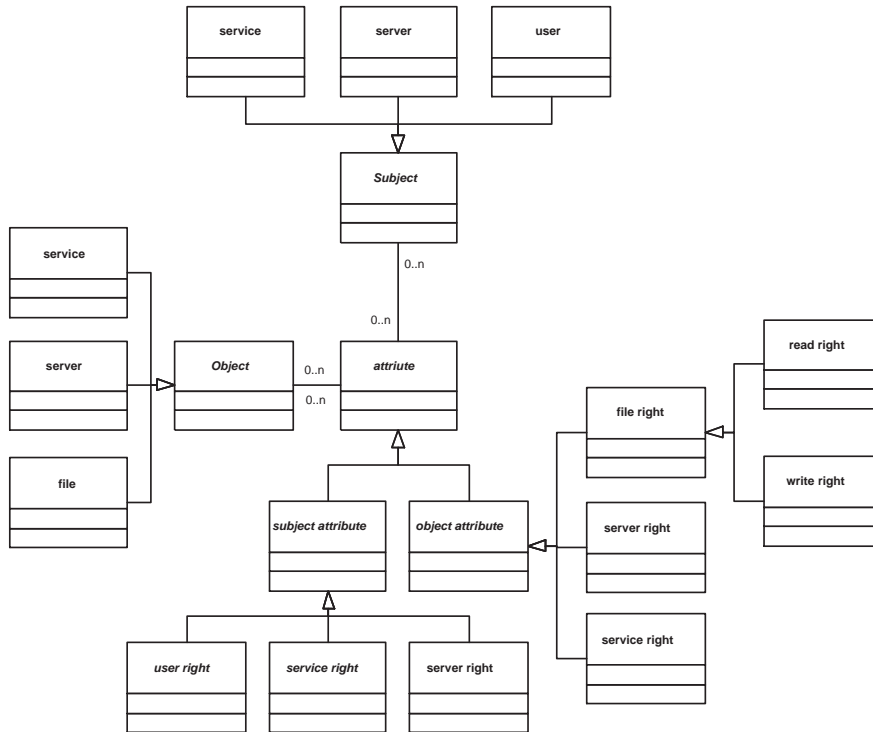 service
server
user
Subject
service
0..n
0..n
server
Object
0..n
0..n
attriute
read right
file right
file
write right
subject attribute
object attribute
server right
service right
user right
service right
server right